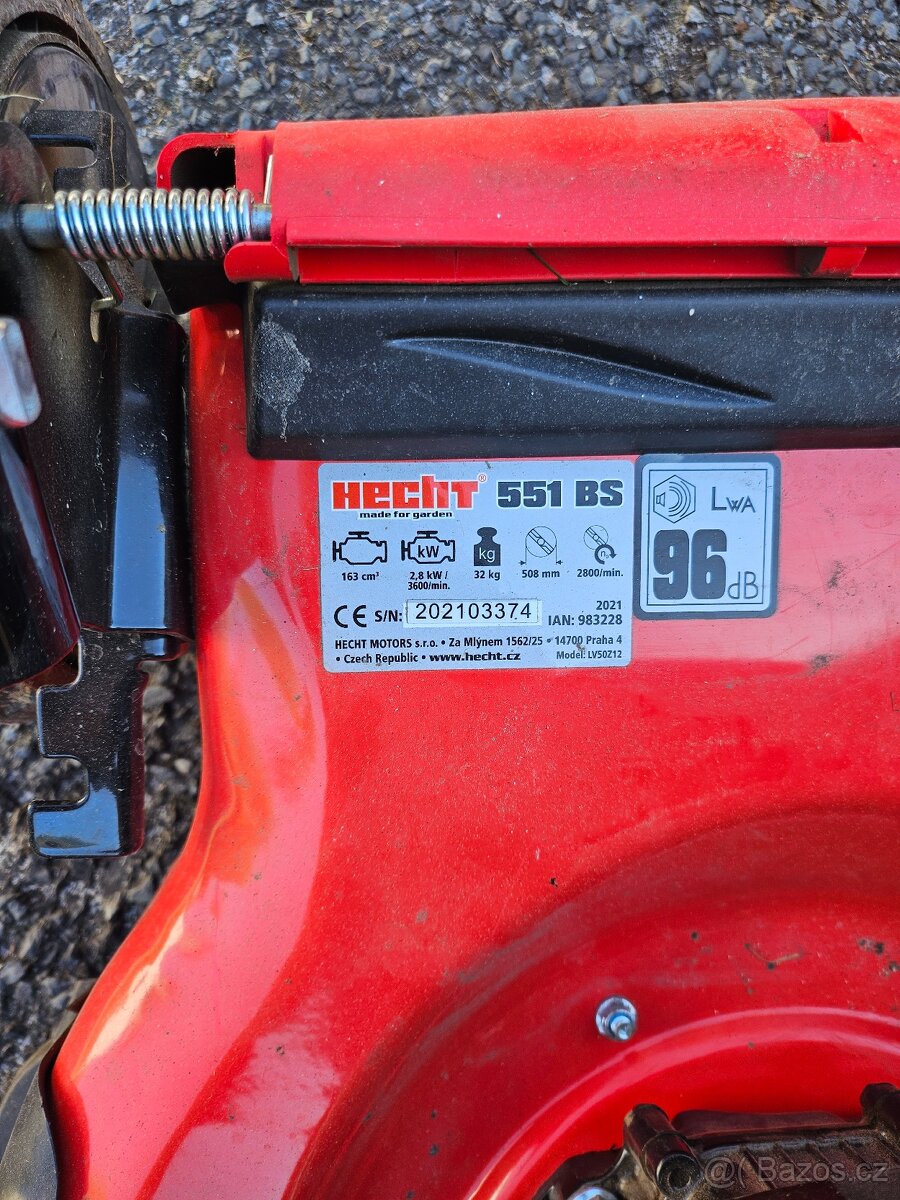 HECHT® 551 BS
made for garden
kW kg n₀
163 cm³ 2,8 kW / 32 kg 508 mm 2800/min.
3600/min.
CE S/N: 202103374 2021
IAN: 983228
HECHT MOTORS s.r.o. • Za Mlýnem 1562/25 • 14700 Praha 4
• Czech Republic • www.hecht.cz Model: LV50Z12
LWA
96 dB
@ Bazos.cz